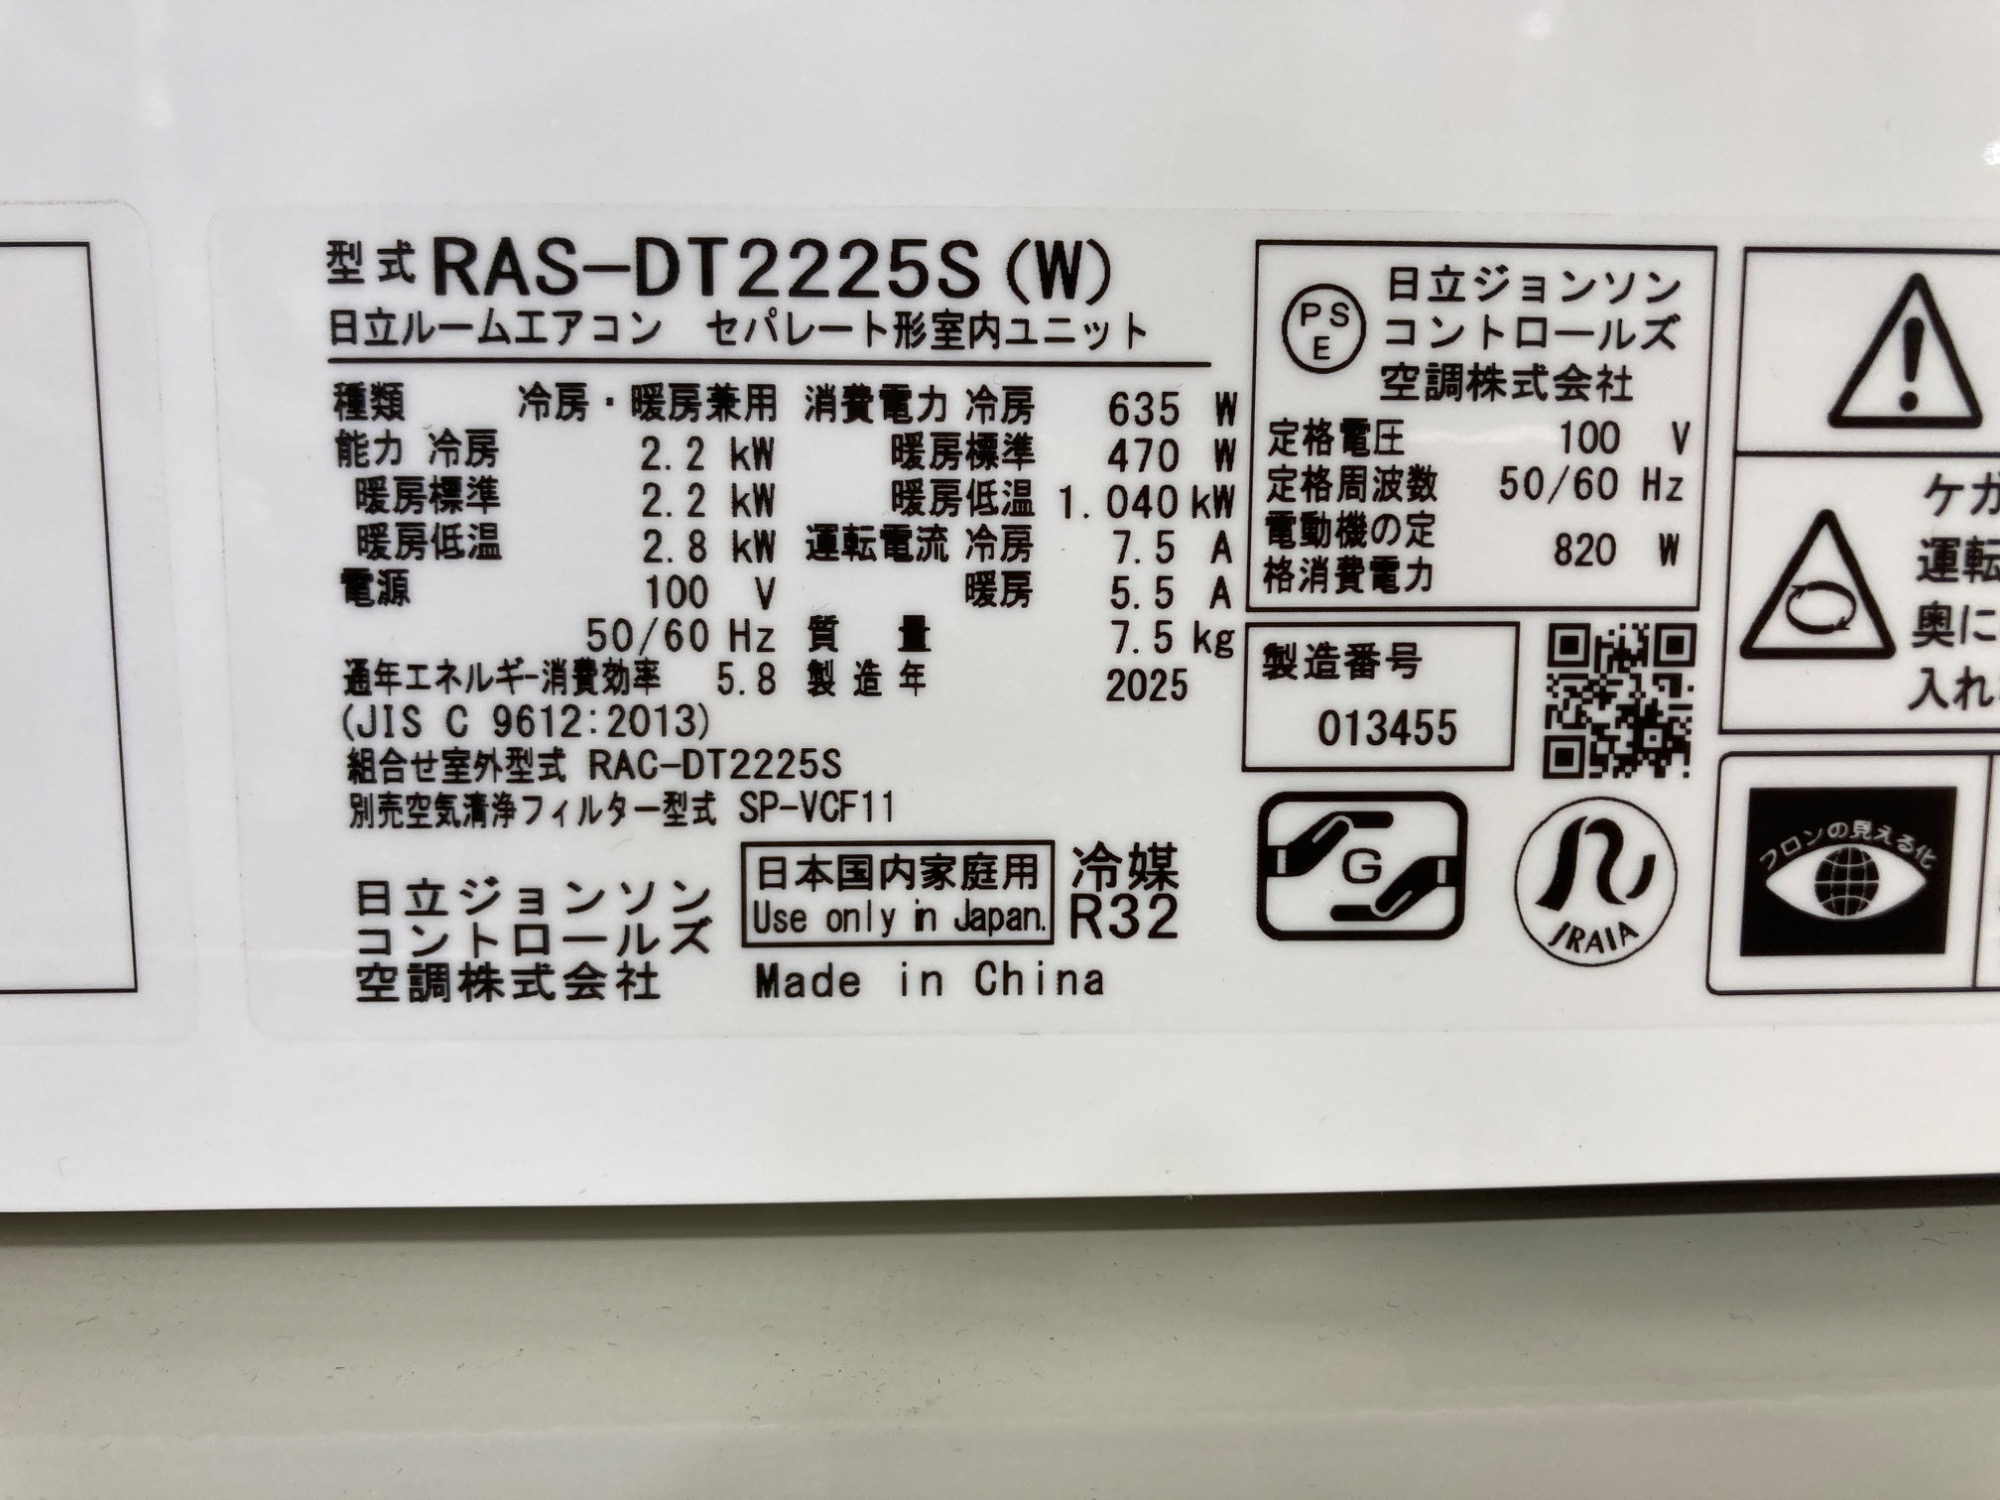 型式 RAS-DT2225S(W)
日立ルームエアコン セパレート形室内ユニット
種類 冷房・暖房兼用
能力 冷房 2.2 kW
暖房標準 2.2 kW
暖房低温 2.8 kW
電源 100 V
50/60 Hz
通年エネルギー消費効率 5.8
(JIS C 9612:2013)
消費電力 冷房 635 W
暖房標準 470 W
暖房低温 1.040 kW
運転電流 冷房 7.5 A
暖房 5.5 A
質量 7.5 kg
製造年 2025
組合せ室外型式 RAC-DT2225S
別売空気清浄フィルター型式 SP-VCF11
日立ジョンソン
コントロールズ
空調株式会社
日本国内家庭用
Use only in Japan.
冷媒
R32
Made in China
PS
E
日立ジョンソン
コントロールズ
空調株式会社
定格電圧 100 V
定格周波数 50/60 Hz
電動機の定
格消費電力 820 W
製造番号
013455
G
JRAIA
ケガ
運転
奥に
入れ
フロンの見える化